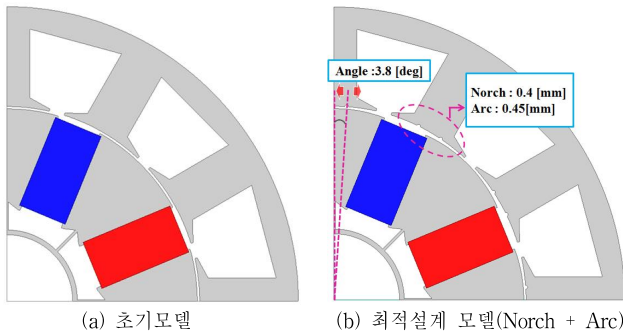 Angle :3.8 [deg]
Norch : 0.4 [mm]
Arc : 0.45[mm]
(a) 초기모델
(b) 최적설계 모델(Norch + Arc)